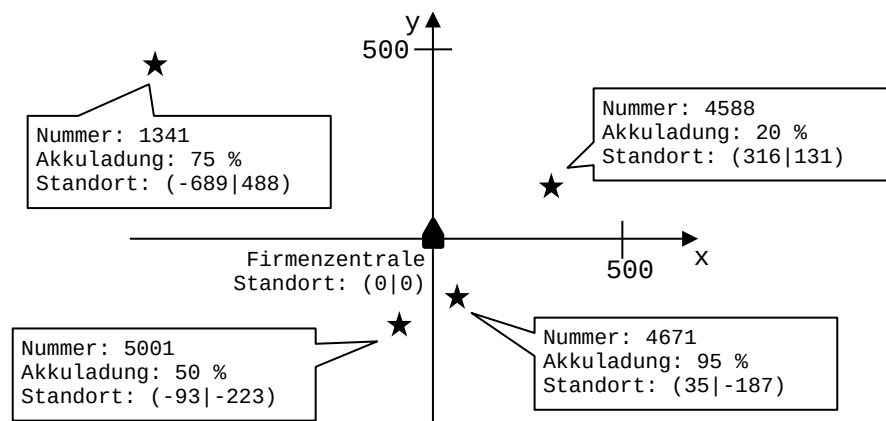 y
500
Nummer: 4588
Akkuladung: 20 %
Standort: (316|131)
Nummer: 1341
Akkuladung: 75 %
Standort: (-689|488)
Firmenzentrale
Standort: (0|0)
500
x
Nummer: 5001
Akkuladung: 50 %
Standort: (-93|-223)
Nummer: 4671
Akkuladung: 95 %
Standort: (35|-187)